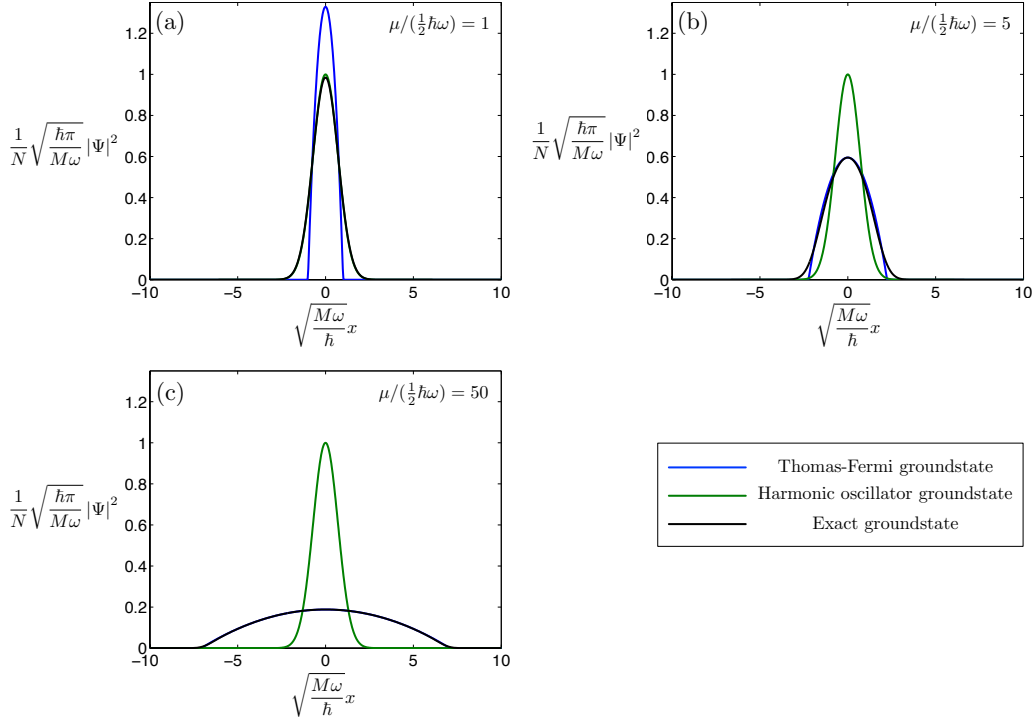 (a)
μ/(½ħω) = 1
1.2
1
0.8
0.6
0.4
0.2
0
−10 −5 0 5 10
1/N √(ħπ/Mω) |Ψ|²
√(Mω/ħ) x
(b)
μ/(½ħω) = 5
1.2
1
0.8
0.6
0.4
0.2
0
−10 −5 0 5 10
1/N √(ħπ/Mω) |Ψ|²
√(Mω/ħ) x
(c)
μ/(½ħω) = 50
1.2
1
0.8
0.6
0.4
0.2
0
−10 −5 0 5 10
1/N √(ħπ/Mω) |Ψ|²
√(Mω/ħ) x
Thomas-Fermi groundstate
Harmonic oscillator groundstate
Exact groundstate